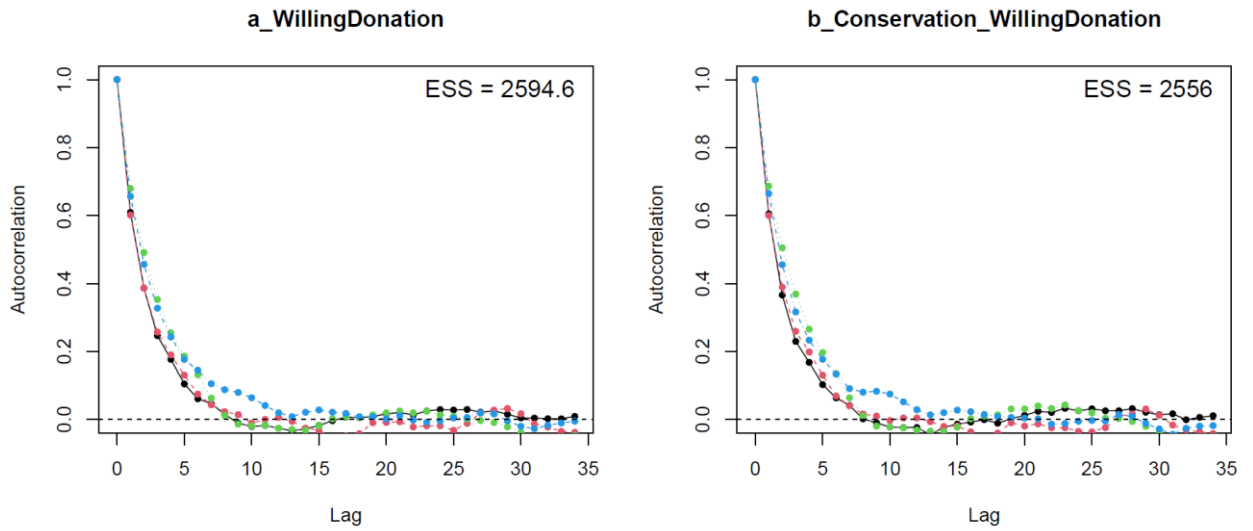 a_WillingDonation
ESS = 2594.6
Autocorrelation
1.0
0.8
0.6
0.4
0.2
0.0
0 5 10 15 20 25 30 35
Lag
b_Conservation_WillingDonation
ESS = 2556
Autocorrelation
1.0
0.8
0.6
0.4
0.2
0.0
0 5 10 15 20 25 30 35
Lag